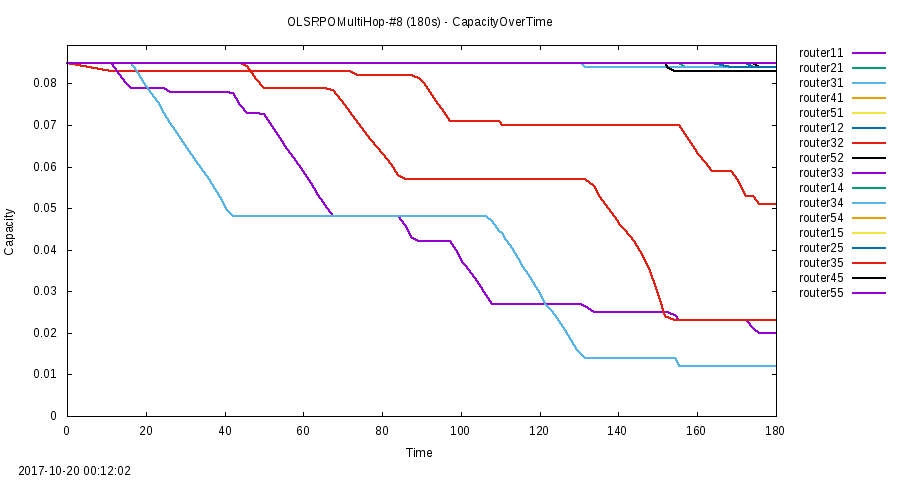 OLSRPOMultiHop-#8 (180s) - CapacityOverTime
router11
router21
router31
router41
router51
router12
router32
router52
router33
router14
router34
router54
router15
router25
router35
router45
router55
0.08
0.07
0.06
0.05
0.04
0.03
0.02
0.01
0
Capacity
0 20 40 60 80 100 120 140 160 180
Time
2017-10-20 00:12:02